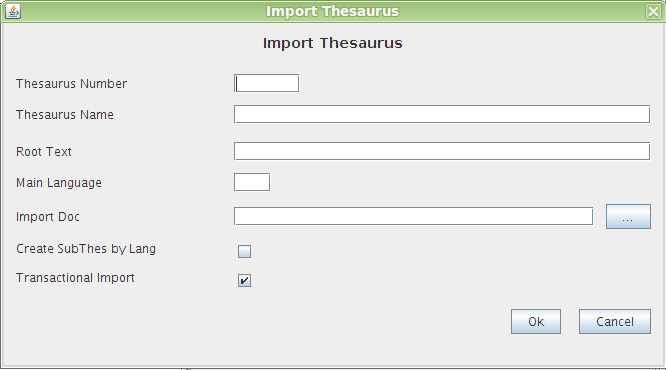 Import Thesaurus
Import Thesaurus
Thesaurus Number
Thesaurus Name
Root Text
Main Language
Import Doc ...
Create SubThes by Lang
Transactional Import
Ok Cancel